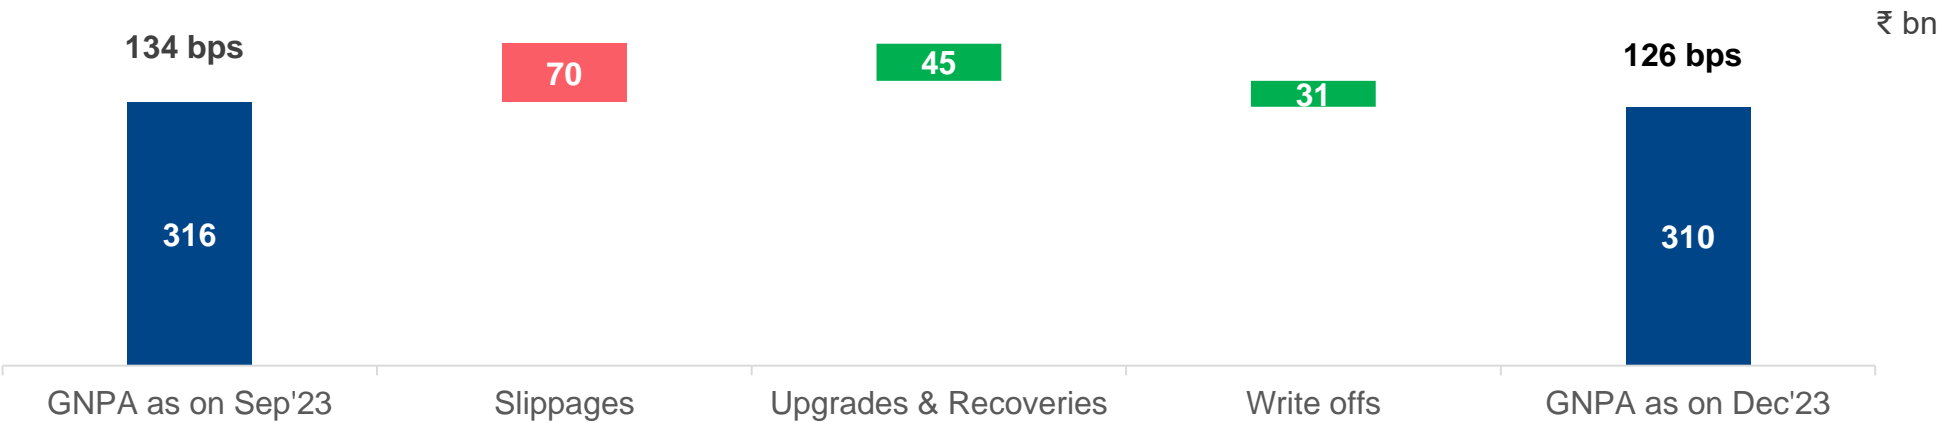 ₹ bn
134 bps
70
45
31
126 bps
316
310
GNPA as on Sep'23
Slippages
Upgrades & Recoveries
Write offs
GNPA as on Dec'23